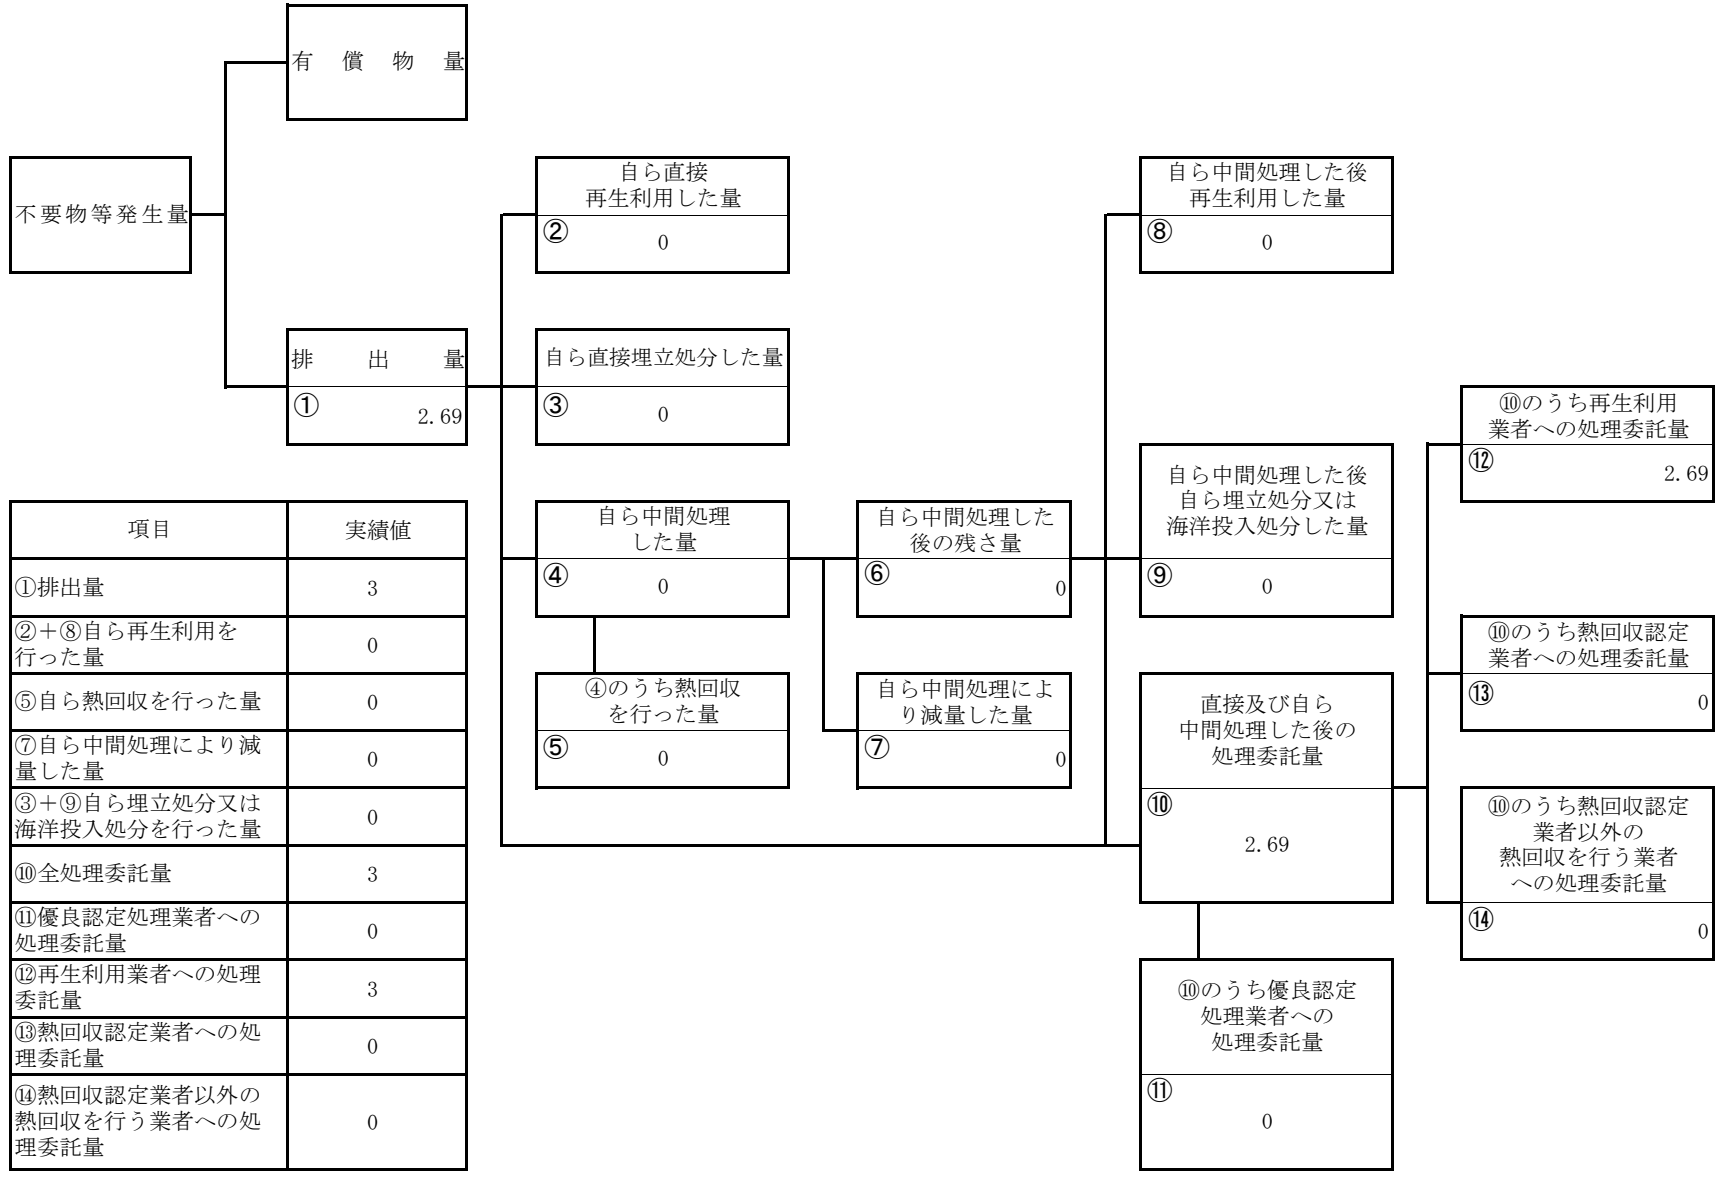 有償物量
不要物等発生量
自ら直接
再生利用した量
②
0
自ら中間処理した後
再生利用した量
⑧
0
排出量
①
2.69
自ら直接埋立処分した量
③
0
⑩のうち再生利用
業者への処理委託量
⑫
2.69
自ら中間処理
した量
④
0
自ら中間処理した
後の残さ量
⑥
0
自ら中間処理した後
自ら埋立処分又は
海洋投入処分した量
⑨
0
⑩のうち熱回収認定
業者への処理委託量
⑬
0
④のうち熱回収
を行った量
⑤
0
自ら中間処理によ
り減量した量
⑦
0
直接及び自ら
中間処理した後の
処理委託量
⑩
2.69
⑩のうち熱回収認定
業者以外の
熱回収を行う業者
への処理委託量
⑭
0
⑩のうち優良認定
処理業者への
処理委託量
⑪
0
項目 実績値
①排出量 3
②+⑧自ら再生利用を
行った量 0
⑤自ら熱回収を行った量 0
⑦自ら中間処理により減
量した量 0
③+⑨自ら埋立処分又は
海洋投入処分を行った量 0
⑩全処理委託量 3
⑪優良認定処理業者への
処理委託量 0
⑫再生利用業者への処理
委託量 3
⑬熱回収認定業者への処
理委託量 0
⑭熱回収認定業者以外の
熱回収を行う業者への処
理委託量 0